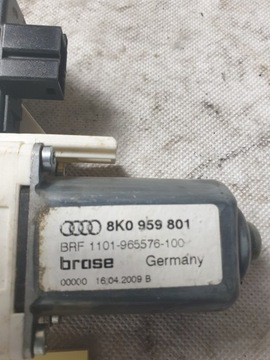 8K0 959 801
BRF 1101-965576-100
brose Germany
00000 16.04.2009 B